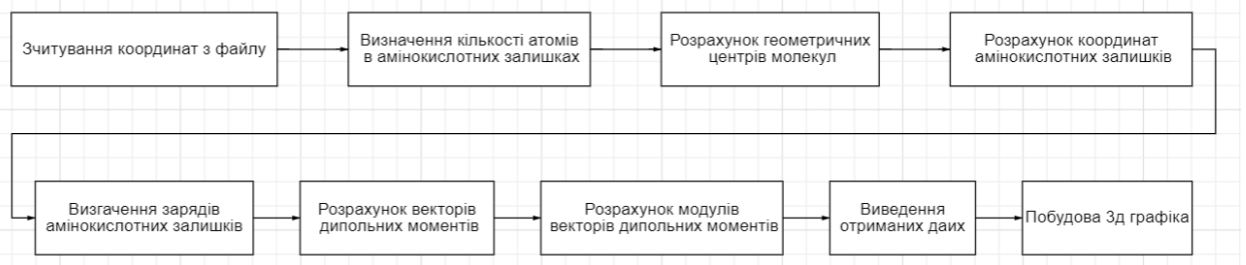 Зчитування координат з файлу
Визначення кількості атомів
в амінокислотних залишках
Розрахунок геометричних
центрів молекул
Розрахунок координат
амінокислотних залишків
Визгачення зарядів
амінокислотних залишків
Розрахунок векторів
дипольних моментів
Розрахунок модулів
векторів дипольних моментів
Виведення
отриманих даих
Побудова 3д графіка